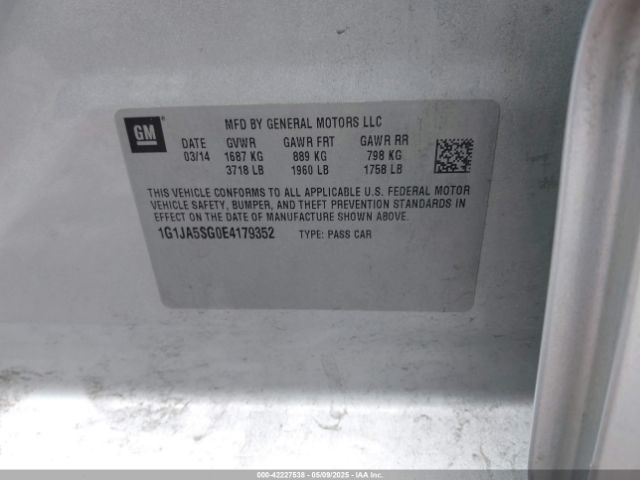 GM
MFD BY GENERAL MOTORS LLC
DATE GVWR GAWR FRT GAWR RR
03/14 1687 KG 889 KG 798 KG
3718 LB 1960 LB 1758 LB
THIS VEHICLE CONFORMS TO ALL APPLICABLE U.S. FEDERAL MOTOR
VEHICLE SAFETY, BUMPER, AND THEFT PREVENTION STANDARDS IN
EFFECT ON THE DATE OF MANUFACTURE SHOWN ABOVE.
1G1JA5SG0E4179352 TYPE: PASS CAR
000-42227538 - 05/09/2025 - IAA, Inc.